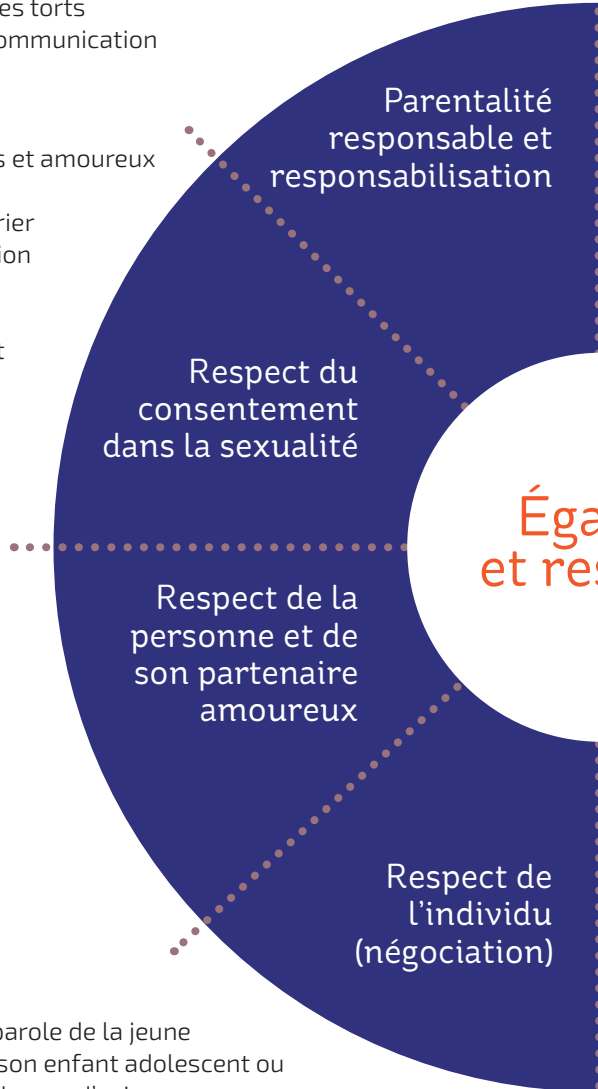 es torts
ommunication
s et amoureux
rier
ion
t
Parentalité
responsable et
responsabilisation
Respect du
consentement
dans la sexualité
Éga
et res
Respect de la
personne et de
son partenaire
amoureux
Respect de
l'individu
(négociation)
parole de la jeune
son enfant adolescent ou